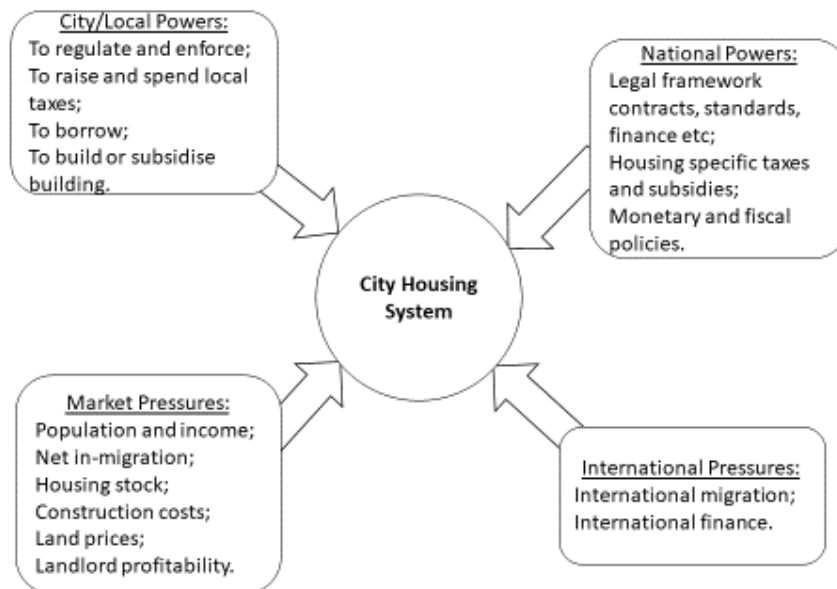 City/Local Powers:
To regulate and enforce;
To raise and spend local
taxes;
To borrow;
To build or subsidise
building.
National Powers:
Legal framework
contracts, standards,
finance etc;
Housing specific taxes
and subsidies;
Monetary and fiscal
policies.
City Housing
System
Market Pressures:
Population and income;
Net in-migration;
Housing stock;
Construction costs;
Land prices;
Landlord profitability.
International Pressures:
International migration;
International finance.